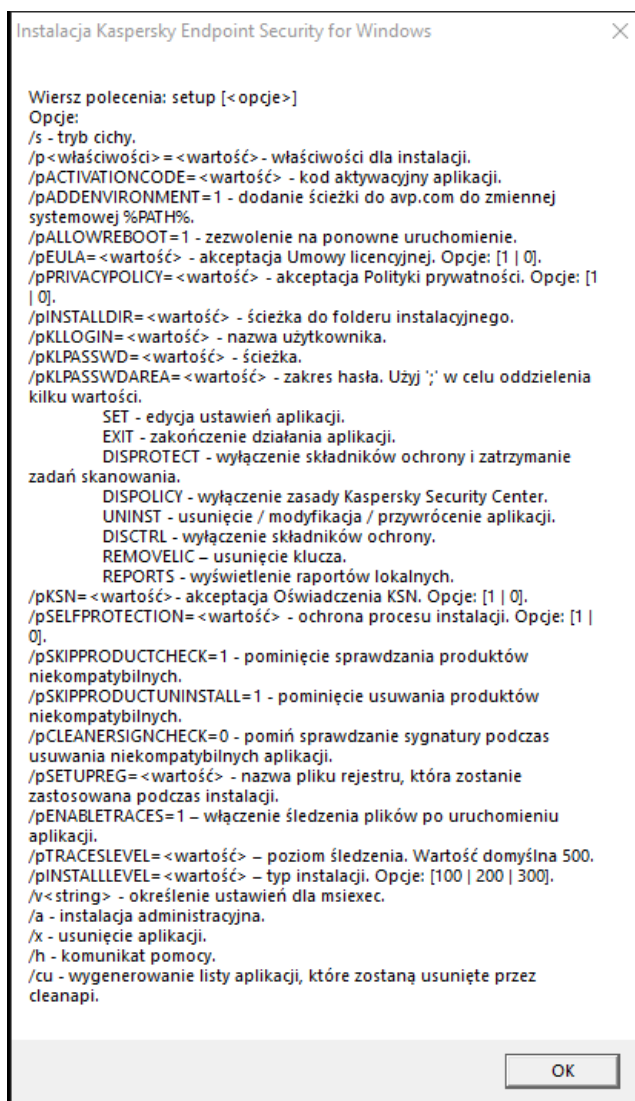 Instalacja Kaspersky Endpoint Security for Windows
Wiersz polecenia: setup [<opcje>]
Opcje:
/s - tryb cichy.
/p<właściwości>=<wartość>- właściwości dla instalacji.
/pACTIVATIONCODE=<wartość> - kod aktywacyjny aplikacji.
/pADDENVIRONMENT=1 - dodanie ścieżki do avp.com do zmiennej
systemowej %PATH%.
/pALLOWREBOOT=1 - zezwolenie na ponowne uruchomienie.
/pEULA=<wartość> - akceptacja Umowy licencyjnej. Opcje: [1 | 0].
/pPRIVACYPOLICY=<wartość> - akceptacja Polityki prywatności. Opcje: [1
| 0].
/pINSTALLDIR=<wartość> - ścieżka do folderu instalacyjnego.
/pKLLOGIN=<wartość> - nazwa użytkownika.
/pKLPASSWD=<wartość> - ścieżka.
/pKLPASSWDAREA=<wartość> - zakres hasła. Użyj ';' w celu oddzielenia
kilku wartości.
SET - edycja ustawień aplikacji.
EXIT - zakończenie działania aplikacji.
DISPROTECT - wyłączenie składników ochrony i zatrzymanie
zadań skanowania.
DISPOLICY - wyłączenie zasady Kaspersky Security Center.
UNINST - usunięcie / modyfikacja / przywrócenie aplikacji.
DISCTRL - wyłączenie składników ochrony.
REMOVELIC – usunięcie klucza.
REPORTS - wyświetlenie raportów lokalnych.
/pKSN=<wartość>- akceptacja Oświadczenia KSN. Opcje: [1 | 0].
/pSELFPROTECTION=<wartość> - ochrona procesu instalacji. Opcje: [1 |
0].
/pSKIPPRODUCTCHECK=1 - pominięcie sprawdzania produktów
niekompatybilnych.
/pSKIPPRODUCTUNINSTALL=1 - pominięcie usuwania produktów
niekompatybilnych.
/pCLEANERSIGNCHECK=0 - pomiń sprawdzanie sygnatury podczas
usuwania niekompatybilnych aplikacji.
/pSETUPREG=<wartość> - nazwa pliku rejestru, która zostanie
zastosowana podczas instalacji.
/pENABLETRACES=1 – włączenie śledzenia plików po uruchomieniu
aplikacji.
/pTRACESLEVEL=<wartość> – poziom śledzenia. Wartość domyślna 500.
/pINSTALLLEVEL=<wartość> – typ instalacji. Opcje: [100 | 200 | 300].
/v<string> - określenie ustawień dla msiexec.
/a - instalacja administracyjna.
/x - usunięcie aplikacji.
/h - komunikat pomocy.
/cu - wygenerowanie listy aplikacji, które zostaną usunięte przez
cleanapi.
OK